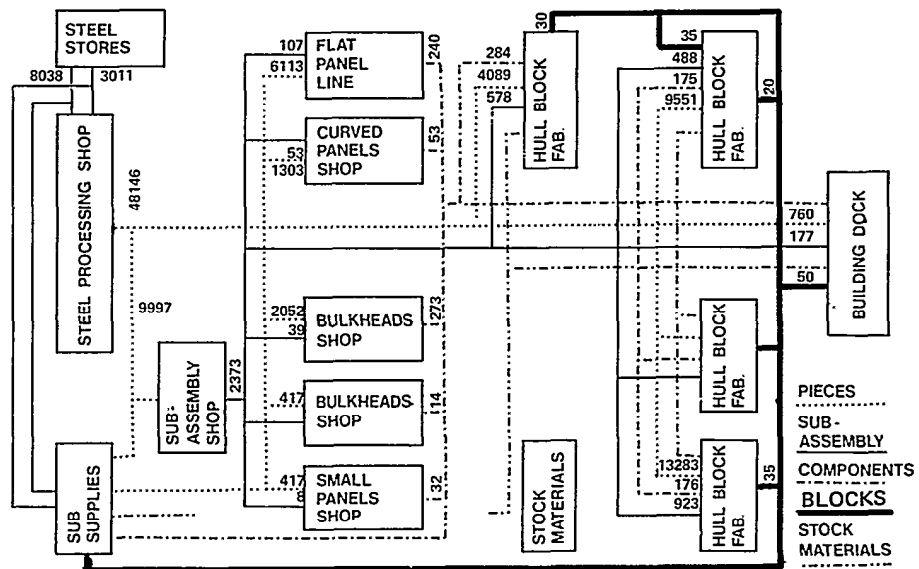 STEEL
STORES
8038
3011
STEEL PROCESSING SHOP
48146
9997
SUB-
ASSEMBLY
SHOP
2373
SUB
SUPPLIES
107
6113
FLAT
PANEL
LINE
240
53
1303
CURVED
PANELS
SHOP
53
2052
39
BULKHEADS
SHOP
273
417
BULKHEADS
SHOP
14
417
8
SMALL
PANELS
SHOP
32
284
4089
578
30
HULL BLOCK
FAB.
35
488
175
9551
HULL BLOCK
FAB.
20
760
177
50
BUILDING DOCK
HULL BLOCK
FAB.
13283
176
923
HULL BLOCK
FAB.
35
STOCK
MATERIALS
PIECES
SUB-
ASSEMBLY
COMPONENTS
BLOCKS
STOCK
MATERIALS